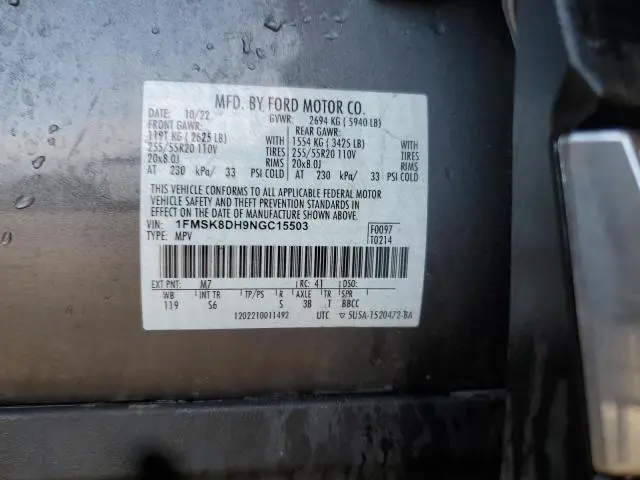 MFD. BY FORD MOTOR CO.
DATE: 10/22 GVWR: 2694 KG ( 5940 LB)
FRONT GAWR: REAR GAWR:
1191 KG ( 2625 LB) WITH 1554 KG ( 3425 LB) WITH
255/55R20 110V TIRES 255/55R20 110V TIRES
20x8.0J RIMS 20x8.0J RIMS
AT 230 kPa/ 33 PSI COLD AT 230 kPa/ 33 PSI COLD
THIS VEHICLE CONFORMS TO ALL APPLICABLE FEDERAL MOTOR
VEHICLE SAFETY AND THEFT PREVENTION STANDARDS IN
EFFECT ON THE DATE OF MANUFACTURE SHOWN ABOVE.
VIN: 1FMSK8DH9NGC15503 F0097
TYPE: MPV T0214
EXT PNT: M7 RC: 41 DSO:
WB INT TR TP/PS R AXLE TR SPR
119 S6 S 3B T BBCC
1202210011492 UTC ▽ 5U5A-1520472-BA